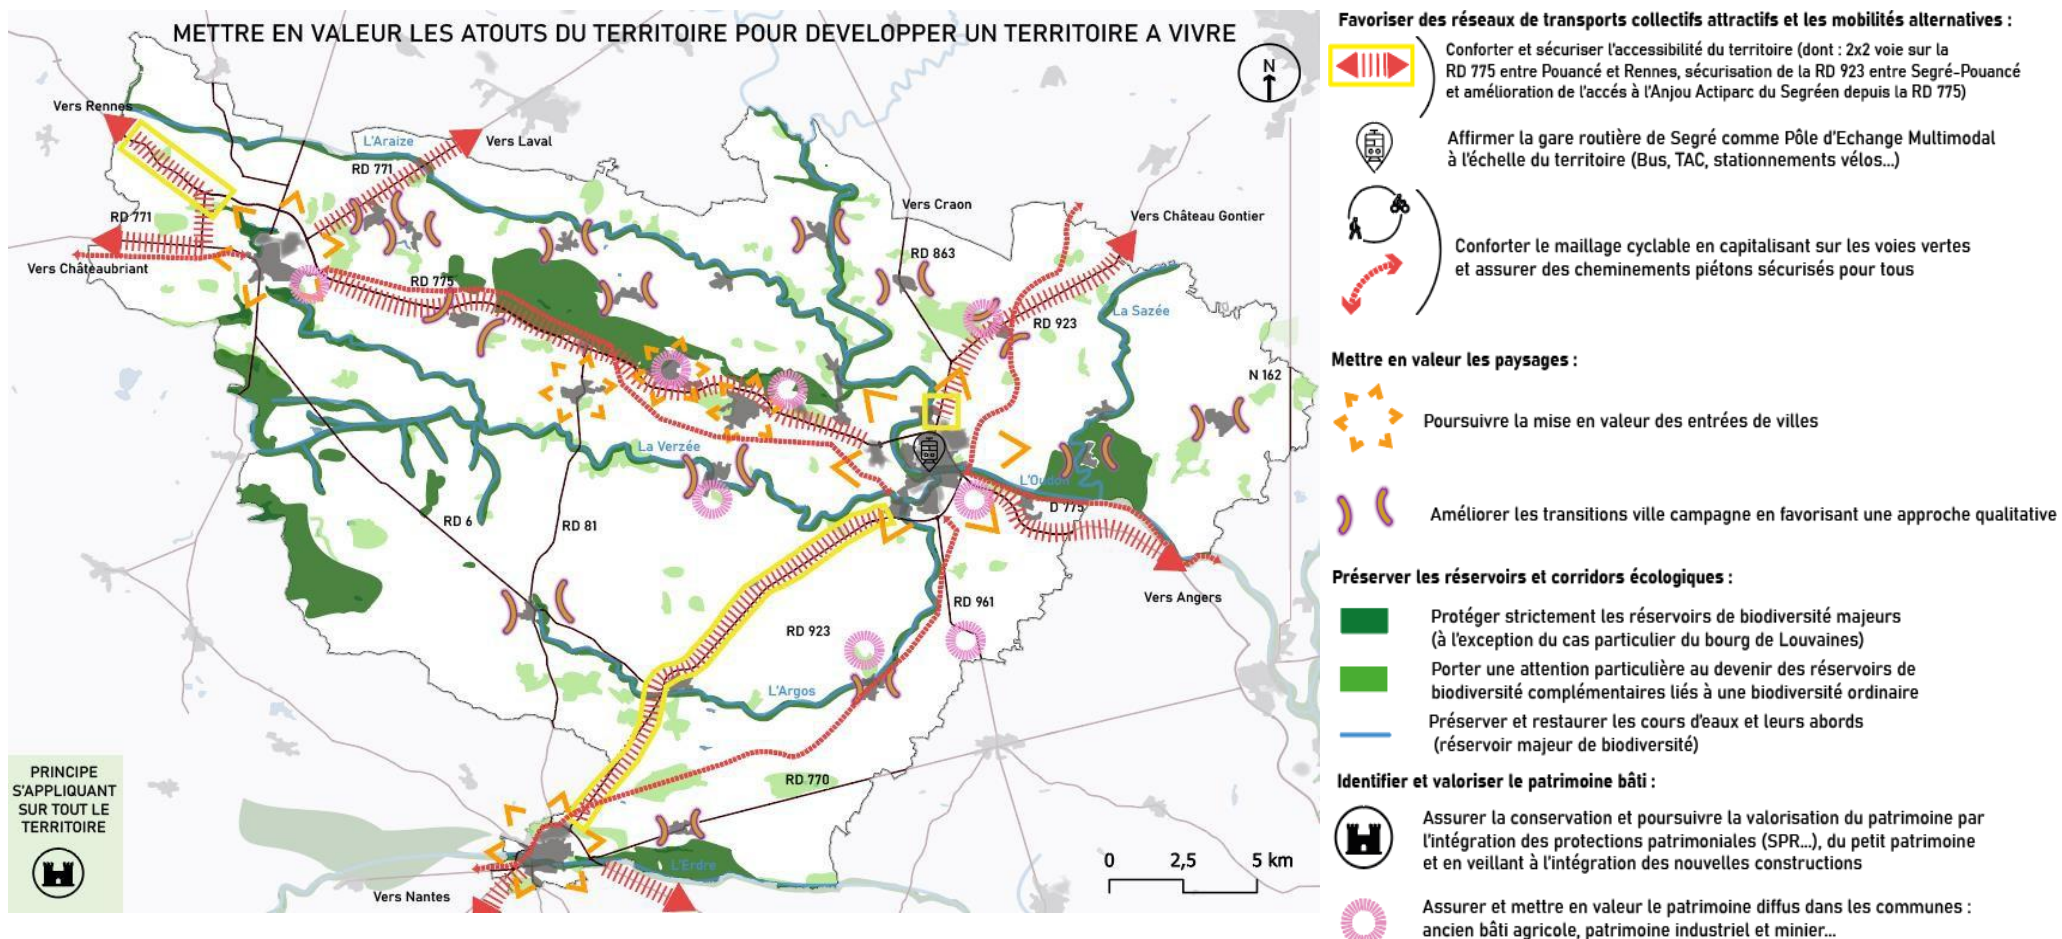 METTRE EN VALEUR LES ATOUTS DU TERRITOIRE POUR DEVELOPPER UN TERRITOIRE A VIVRE
N
Vers Rennes
L'Araize
Vers Laval
RD 771
RD 771
Vers Châteaubriant
Vers Craon
Vers Château Gontier
RD 863
RD 775
La Sazée
RD 923
N 162
La Verzée
L'Oudon
D 775
RD 6
RD 81
Vers Angers
RD 961
RD 923
L'Argos
RD 770
L'Erdre
Vers Nantes
0 2,5 5 km
PRINCIPE
S'APPLIQUANT
SUR TOUT LE
TERRITOIRE
Favoriser des réseaux de transports collectifs attractifs et les mobilités alternatives :
Conforter et sécuriser l'accessibilité du territoire (dont : 2x2 voie sur la
RD 775 entre Pouancé et Rennes, sécurisation de la RD 923 entre Segré-Pouancé
et amélioration de l'accés à l'Anjou Actiparc du Segréen depuis la RD 775)
Affirmer la gare routière de Segré comme Pôle d'Echange Multimodal
à l'échelle du territoire (Bus, TAC, stationnements vélos...)
Conforter le maillage cyclable en capitalisant sur les voies vertes
et assurer des cheminements piétons sécurisés pour tous
Mettre en valeur les paysages :
Poursuivre la mise en valeur des entrées de villes
Améliorer les transitions ville campagne en favorisant une approche qualitative
Préserver les réservoirs et corridors écologiques :
Protéger strictement les réservoirs de biodiversité majeurs
(à l'exception du cas particulier du bourg de Louvaines)
Porter une attention particulière au devenir des réservoirs de
biodiversité complémentaires liés à une biodiversité ordinaire
Préserver et restaurer les cours d'eaux et leurs abords
(réservoir majeur de biodiversité)
Identifier et valoriser le patrimoine bâti :
Assurer la conservation et poursuivre la valorisation du patrimoine par
l'intégration des protections patrimoniales (SPR...), du petit patrimoine
et en veillant à l'intégration des nouvelles constructions
Assurer et mettre en valeur le patrimoine diffus dans les communes :
ancien bâti agricole, patrimoine industriel et minier...